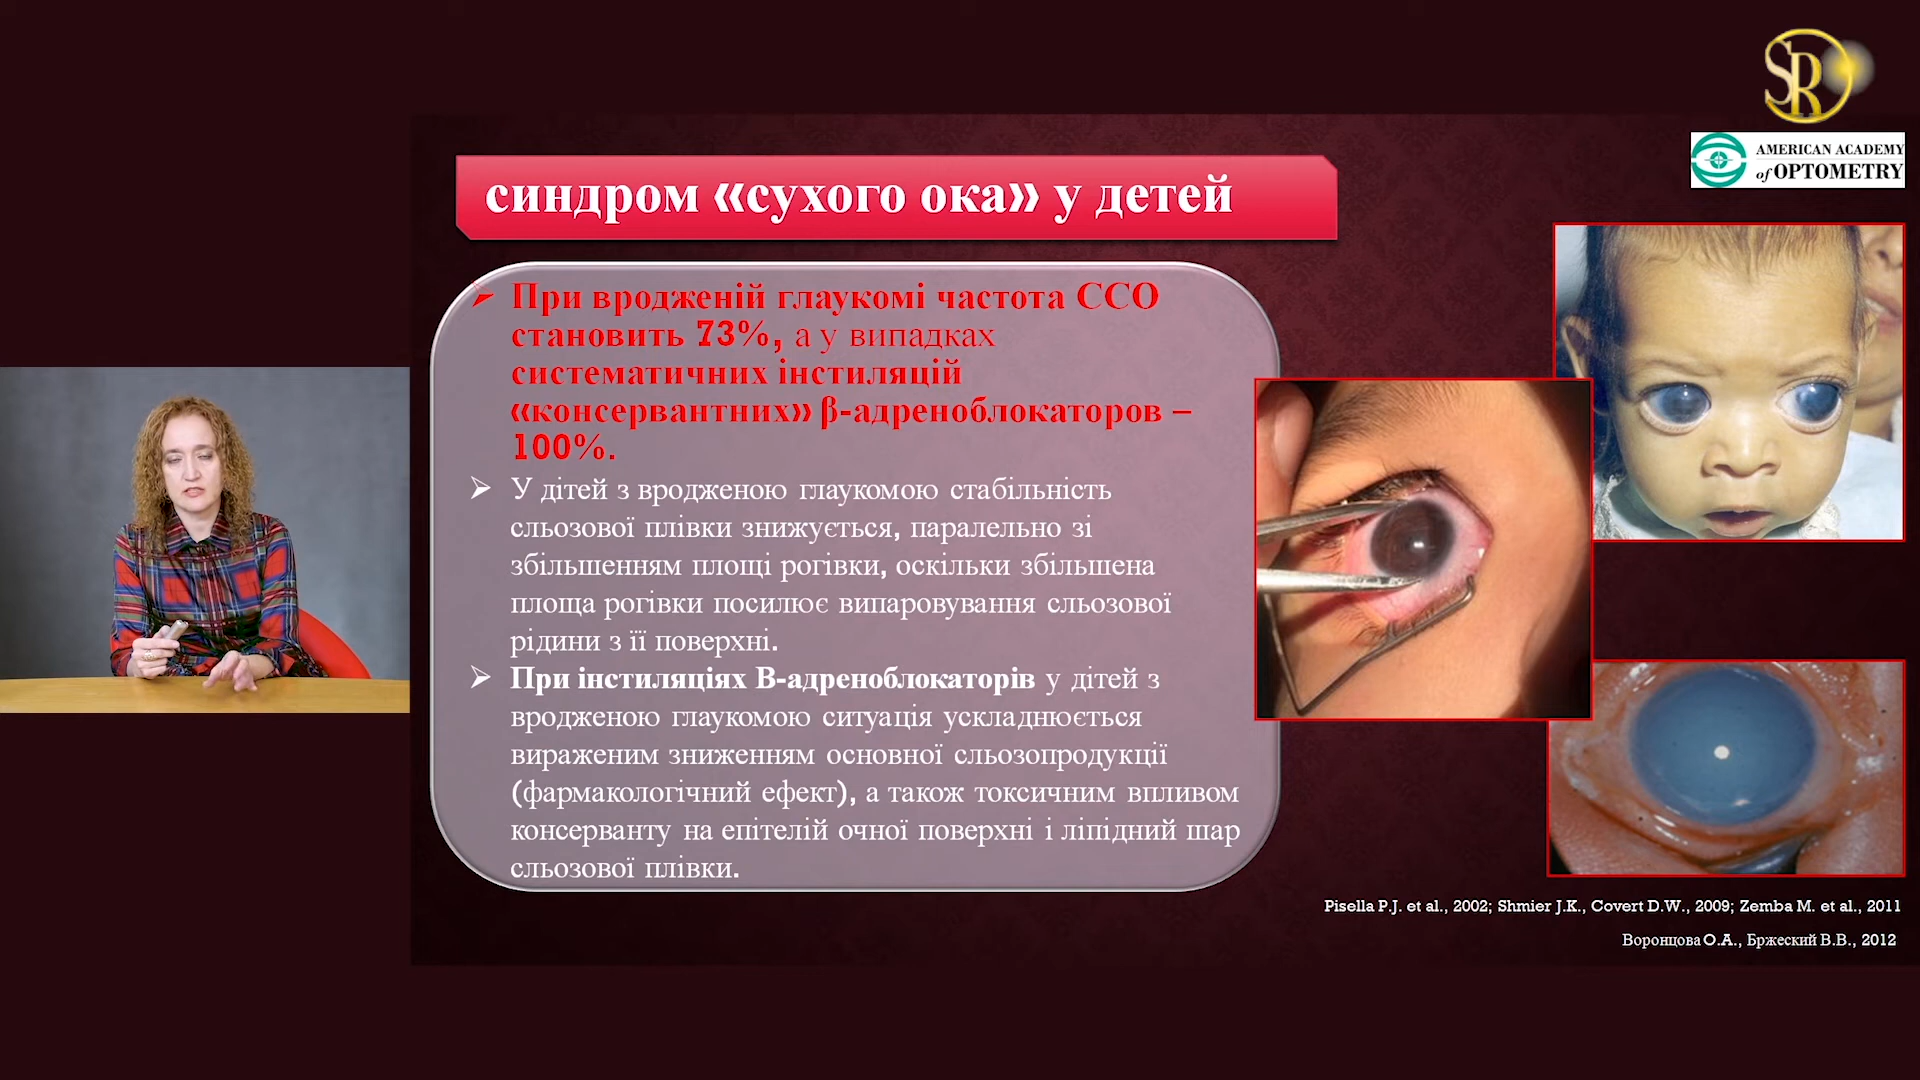 SR
AMERICAN ACADEMY
of OPTOMETRY
синдром «сухого ока» у детей
При вродженій глаукомі частота ССО
становить 73%, а у випадках
систематичних інстиляцій
«консервантних» β-адреноблокаторов –
100%.
У дітей з вродженою глаукомою стабільність
сльозової плівки знижується, паралельно зі
збільшенням площі рогівки, оскільки збільшена
площа рогівки посилює випаровування сльозової
рідини з її поверхні.
При інстиляціях В-адреноблокаторів у дітей з
вродженою глаукомою ситуація ускладнюється
вираженим зниженням основної сльозопродукції
(фармакологічний ефект), а також токсичним впливом
консерванту на епітелій очної поверхні і ліпідний шар
сльозової плівки.
Pisella P.J. et al., 2002; Shmier J.K., Covert D.W., 2009; Zemba M. et al., 2011
Воронцова О.А., Бржеский В.В., 2012